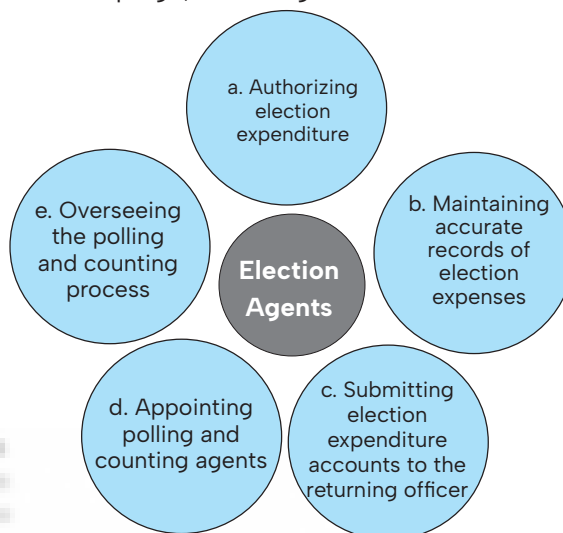 a. Authorizing
election
expenditure
b. Maintaining
accurate
records of
election
expenses
c. Submitting
election
expenditure
accounts to the
returning officer
d. Appointing
polling and
counting agents
e. Overseeing
the polling
and counting
process
Election
Agents